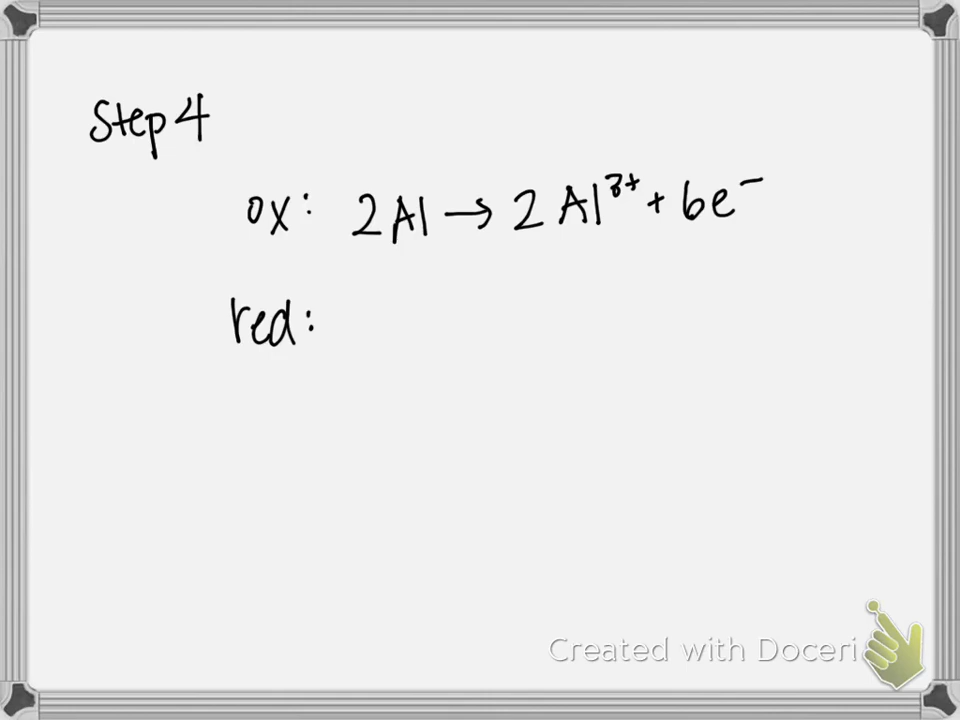 Step 4
ox: 2Al → 2Al³⁺ + 6e⁻
red:
Created with Doceri